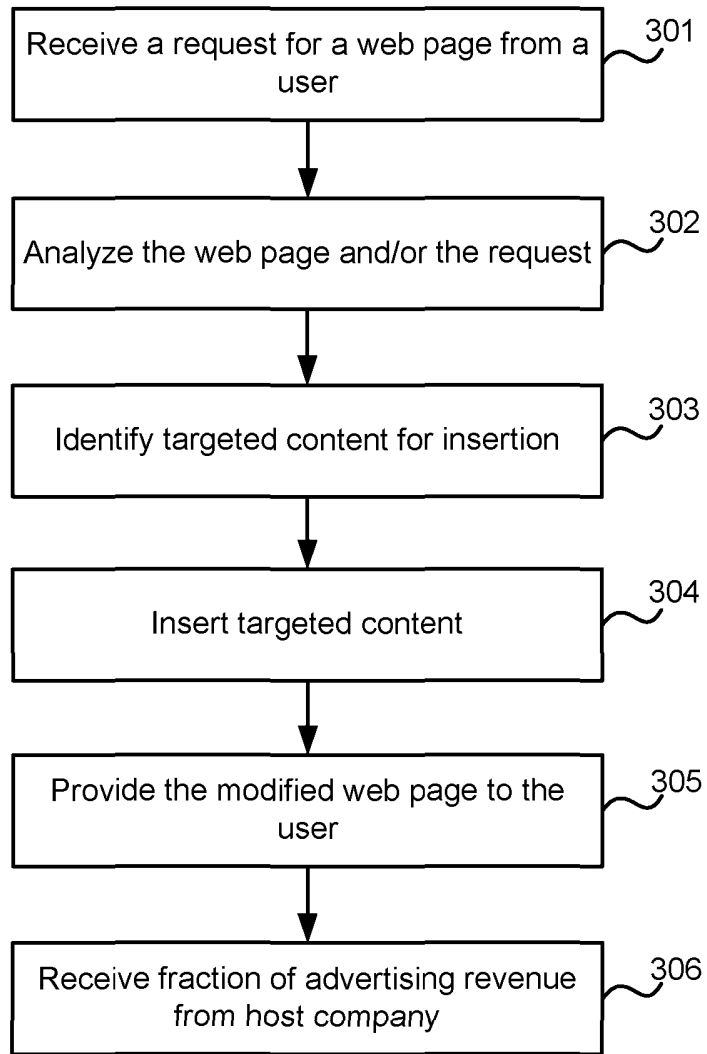 Receive a request for a web page from a
user
301
Analyze the web page and/or the request
302
Identify targeted content for insertion
303
Insert targeted content
304
Provide the modified web page to the
user
305
Receive fraction of advertising revenue
from host company
306